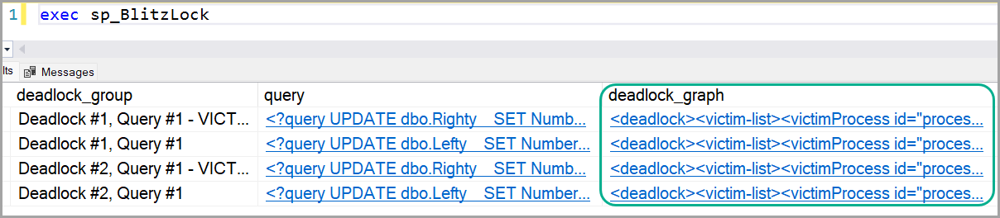 1 exec sp_BlitzLock
lts Messages
deadlock_group query deadlock_graph
Deadlock #1, Query #1 - VICT... <?query UPDATE dbo.Righty SET Numb... <deadlock><victim-list><victimProcess id="proces...
Deadlock #1, Query #1 <?query UPDATE dbo.Lefty SET Number... <deadlock><victim-list><victimProcess id="proces...
Deadlock #2, Query #1 - VICT... <?query UPDATE dbo.Righty SET Numb... <deadlock><victim-list><victimProcess id="proces...
Deadlock #2, Query #1 <?query UPDATE dbo.Lefty SET Number... <deadlock><victim-list><victimProcess id="proces...